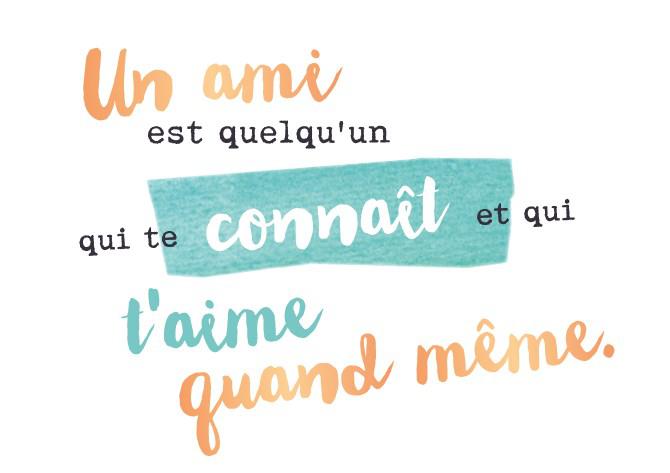 Un ami
est quelqu'un
qui te connaît et qui
t'aime
quand même.